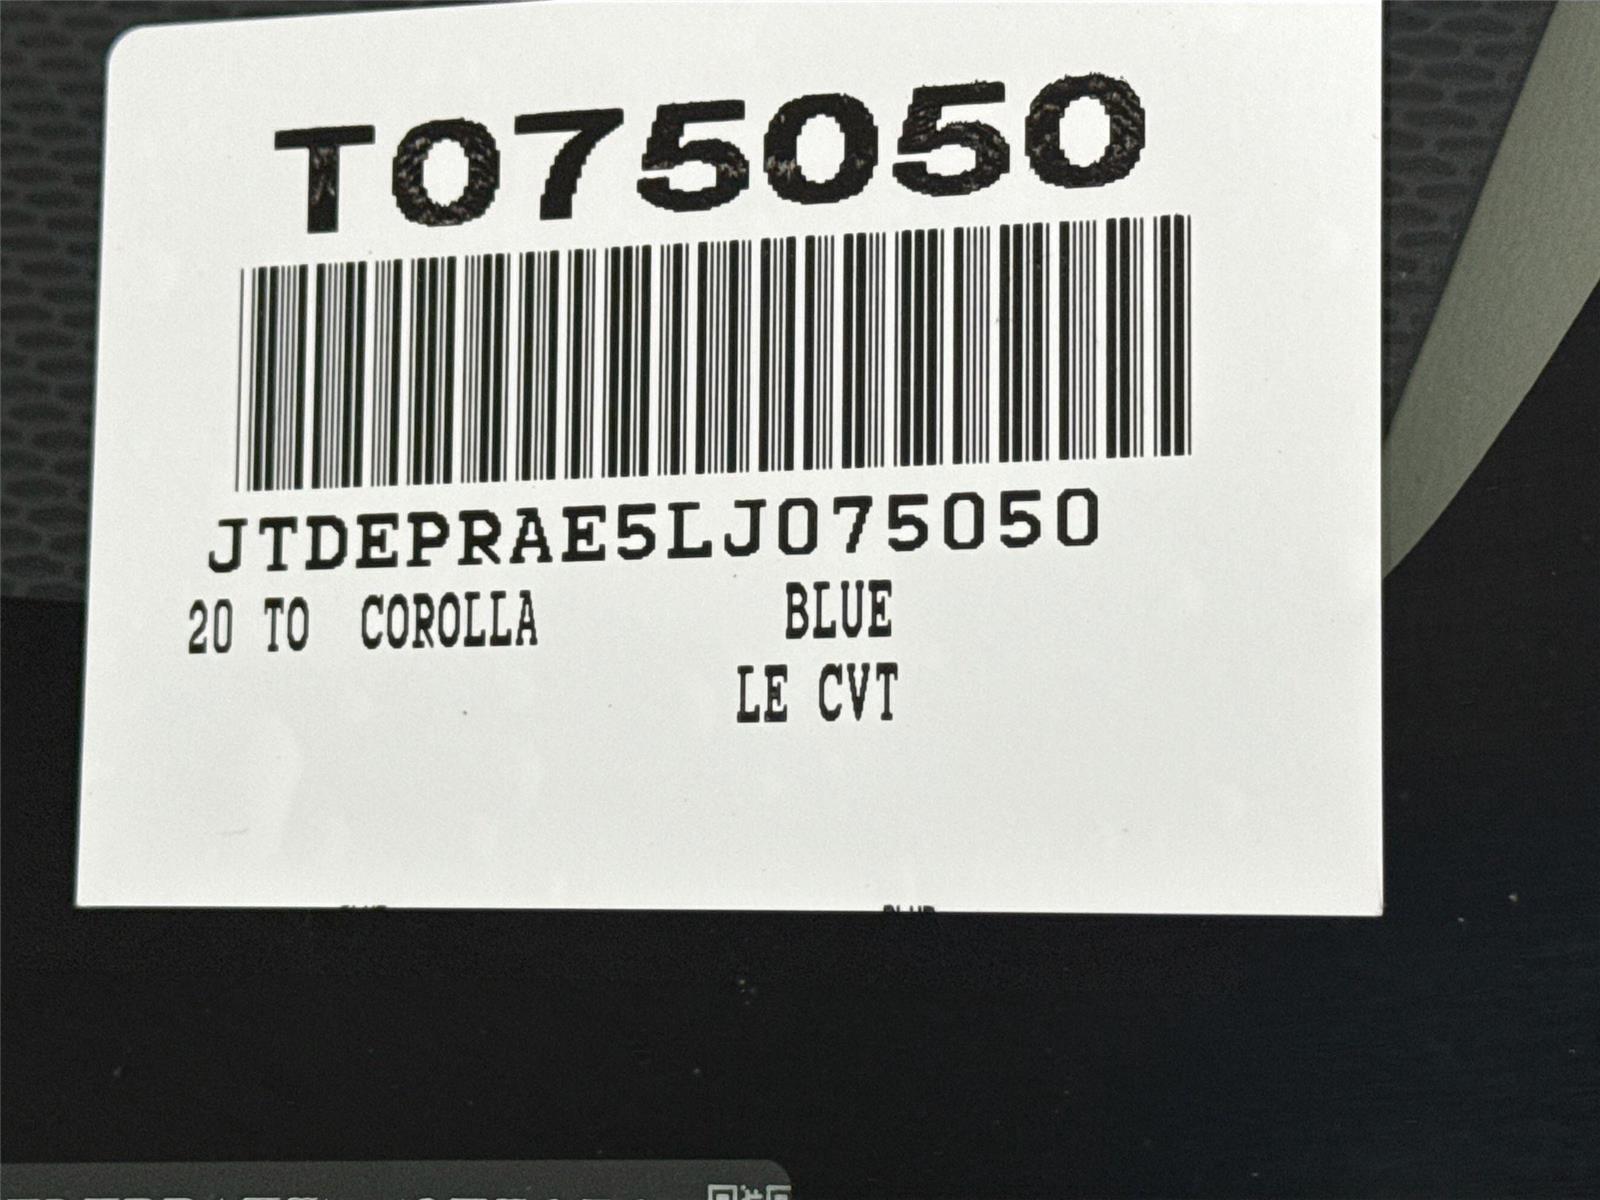 T075050
JTDEPRAE5LJ075050
20 TO COROLLA BLUE
LE CVT